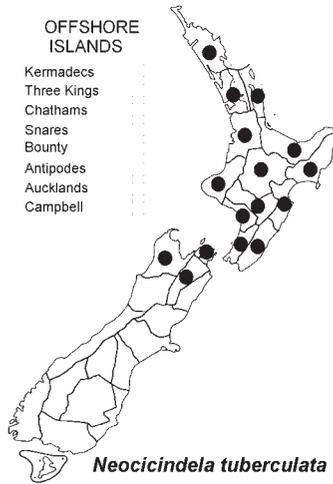 OFFSHORE
ISLANDS
Kermadecs
Three Kings
Chathams
Snares
Bounty
Antipodes
Aucklands
Campbell
Neocicindela tuberculata